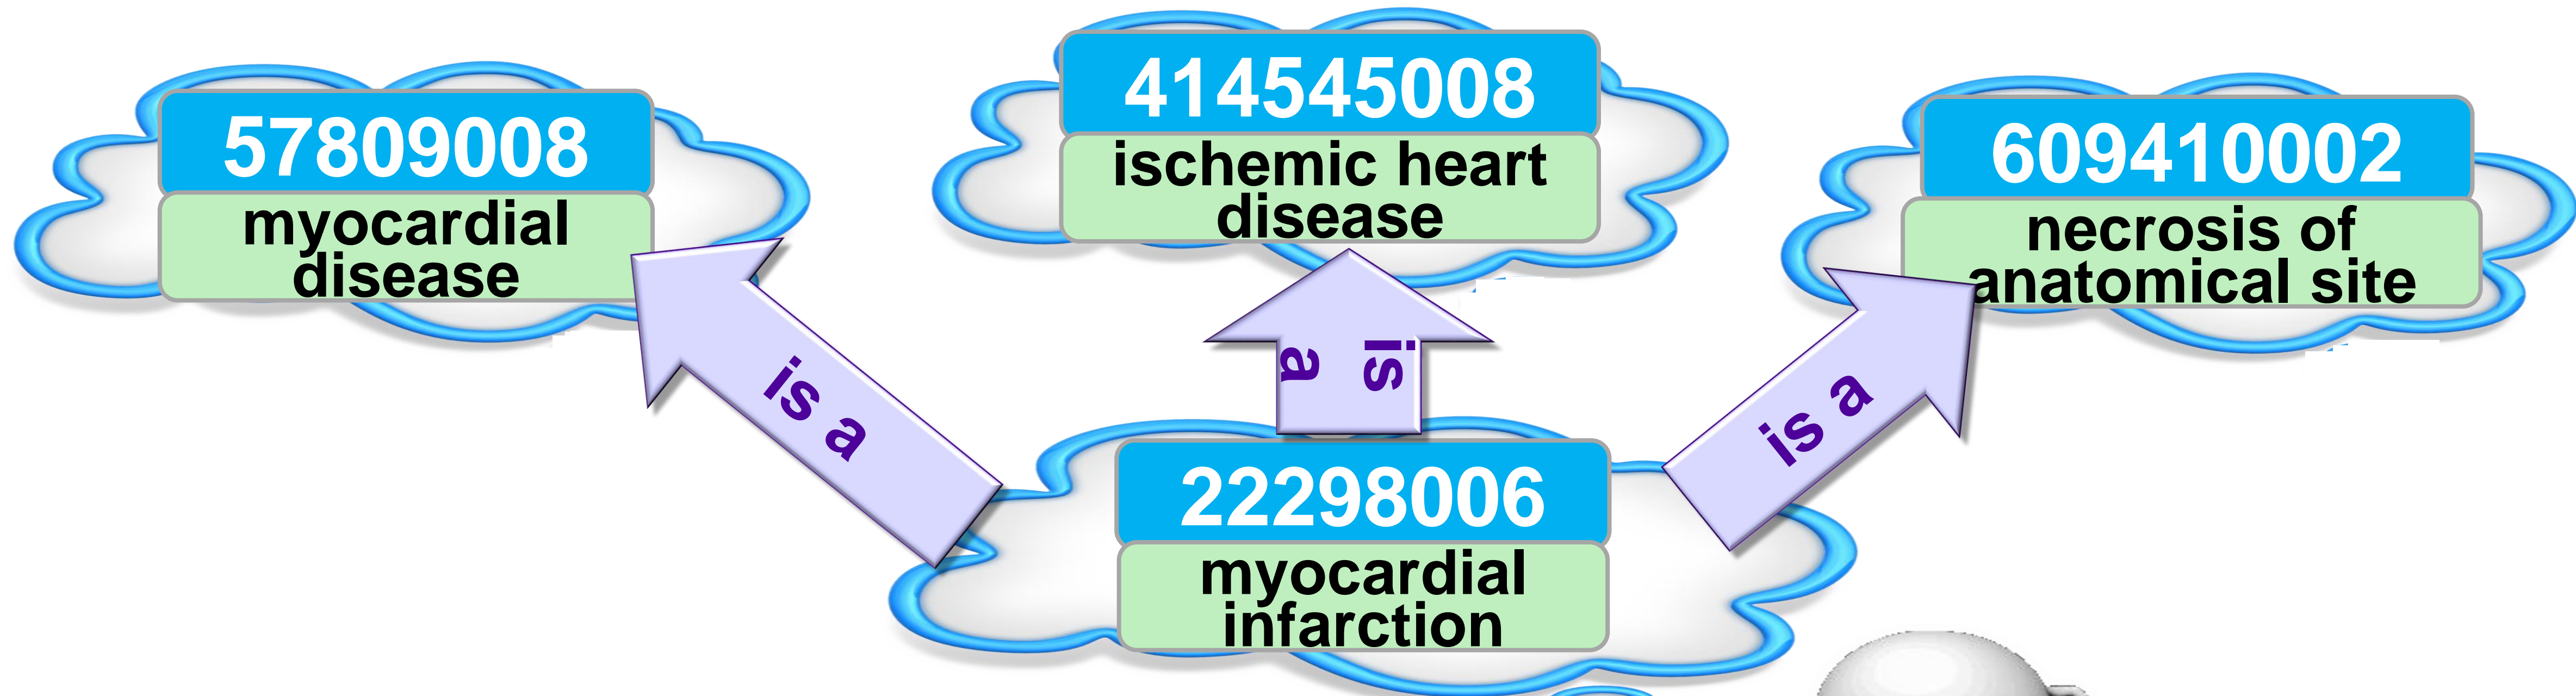 57809008
myocardial
disease
414545008
ischemic heart
disease
609410002
necrosis of
anatomical site
is a
is
a
is a
22298006
myocardial
infarction